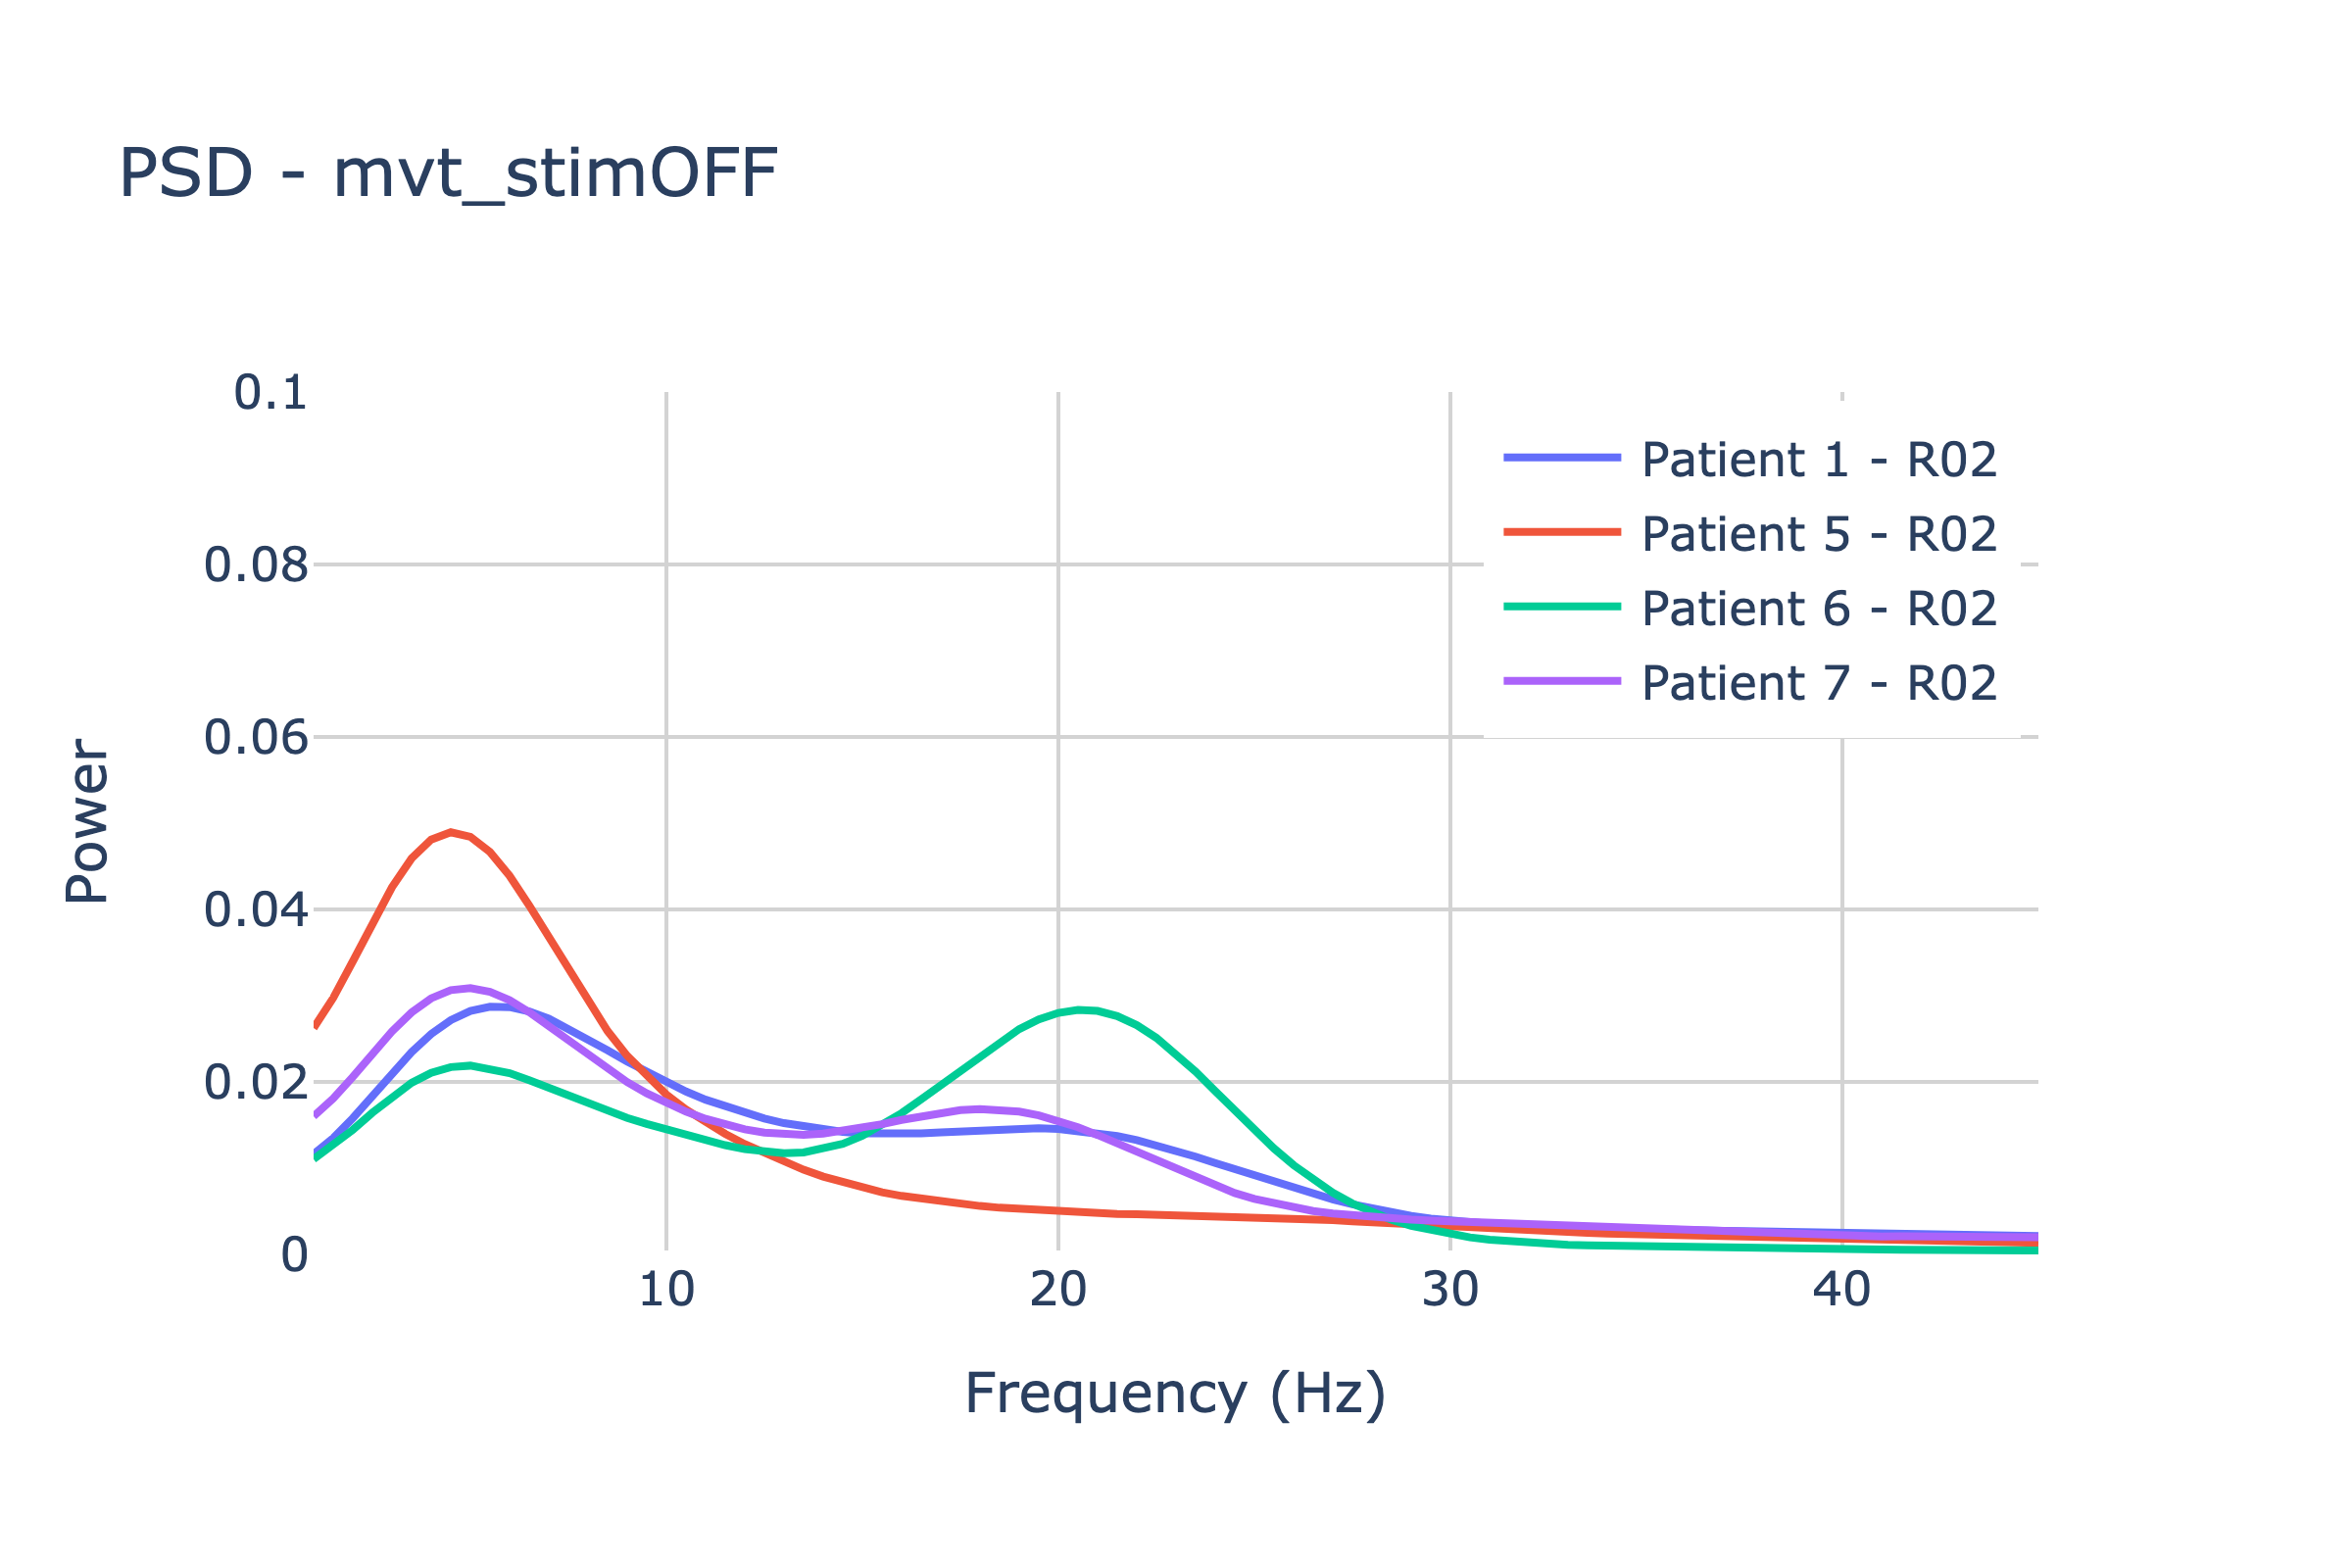 PSD - mvt_stimOFF
0.1
0.08
0.06
0.04
0.02
0
Power
10
20
30
40
Frequency (Hz)
Patient 1 - R02
Patient 5 - R02
Patient 6 - R02
Patient 7 - R02